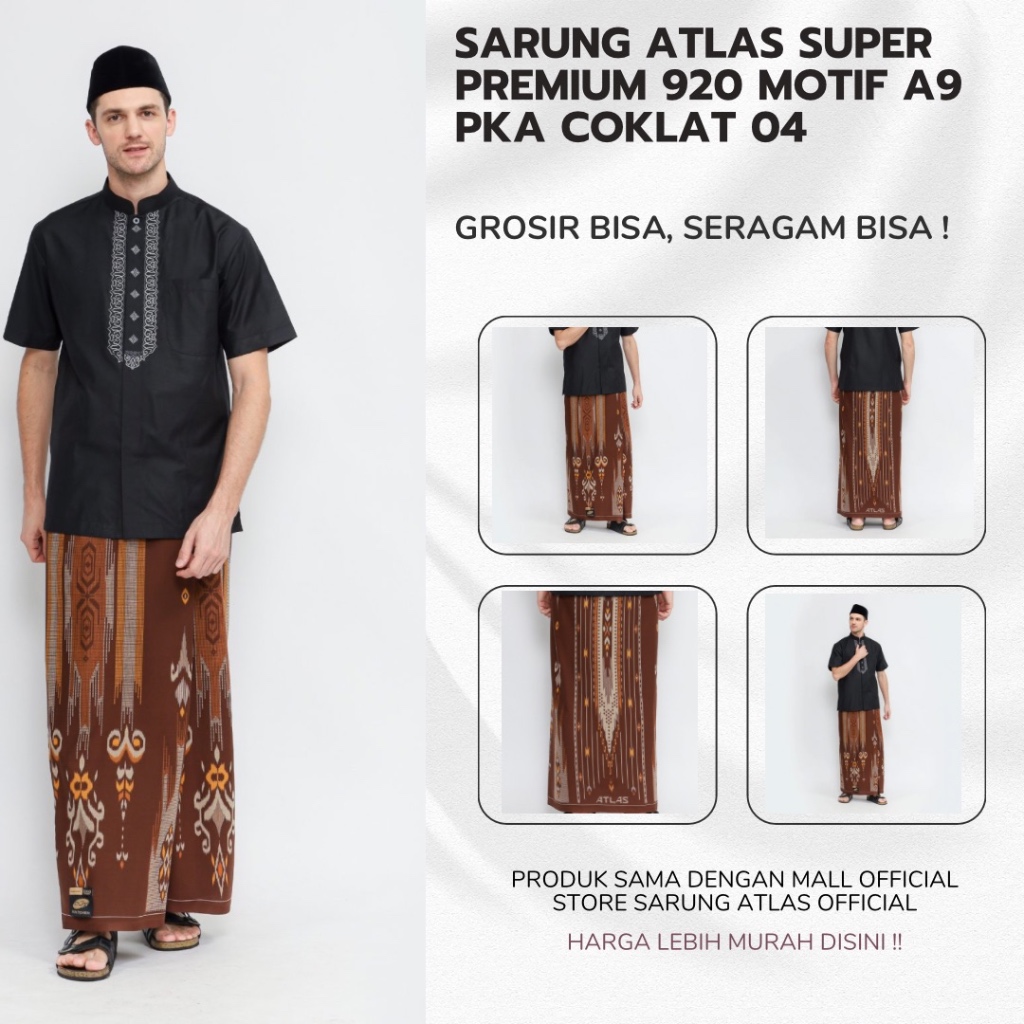 SARUNG ATLAS SUPER
PREMIUM 920 MOTIF A9
PKA COKLAT 04
GROSIR BISA, SERAGAM BISA !
ATLAS
ATLAS
PRODUK SAMA DENGAN MALL OFFICIAL
STORE SARUNG ATLAS OFFICIAL
HARGA LEBIH MURAH DISINI !!